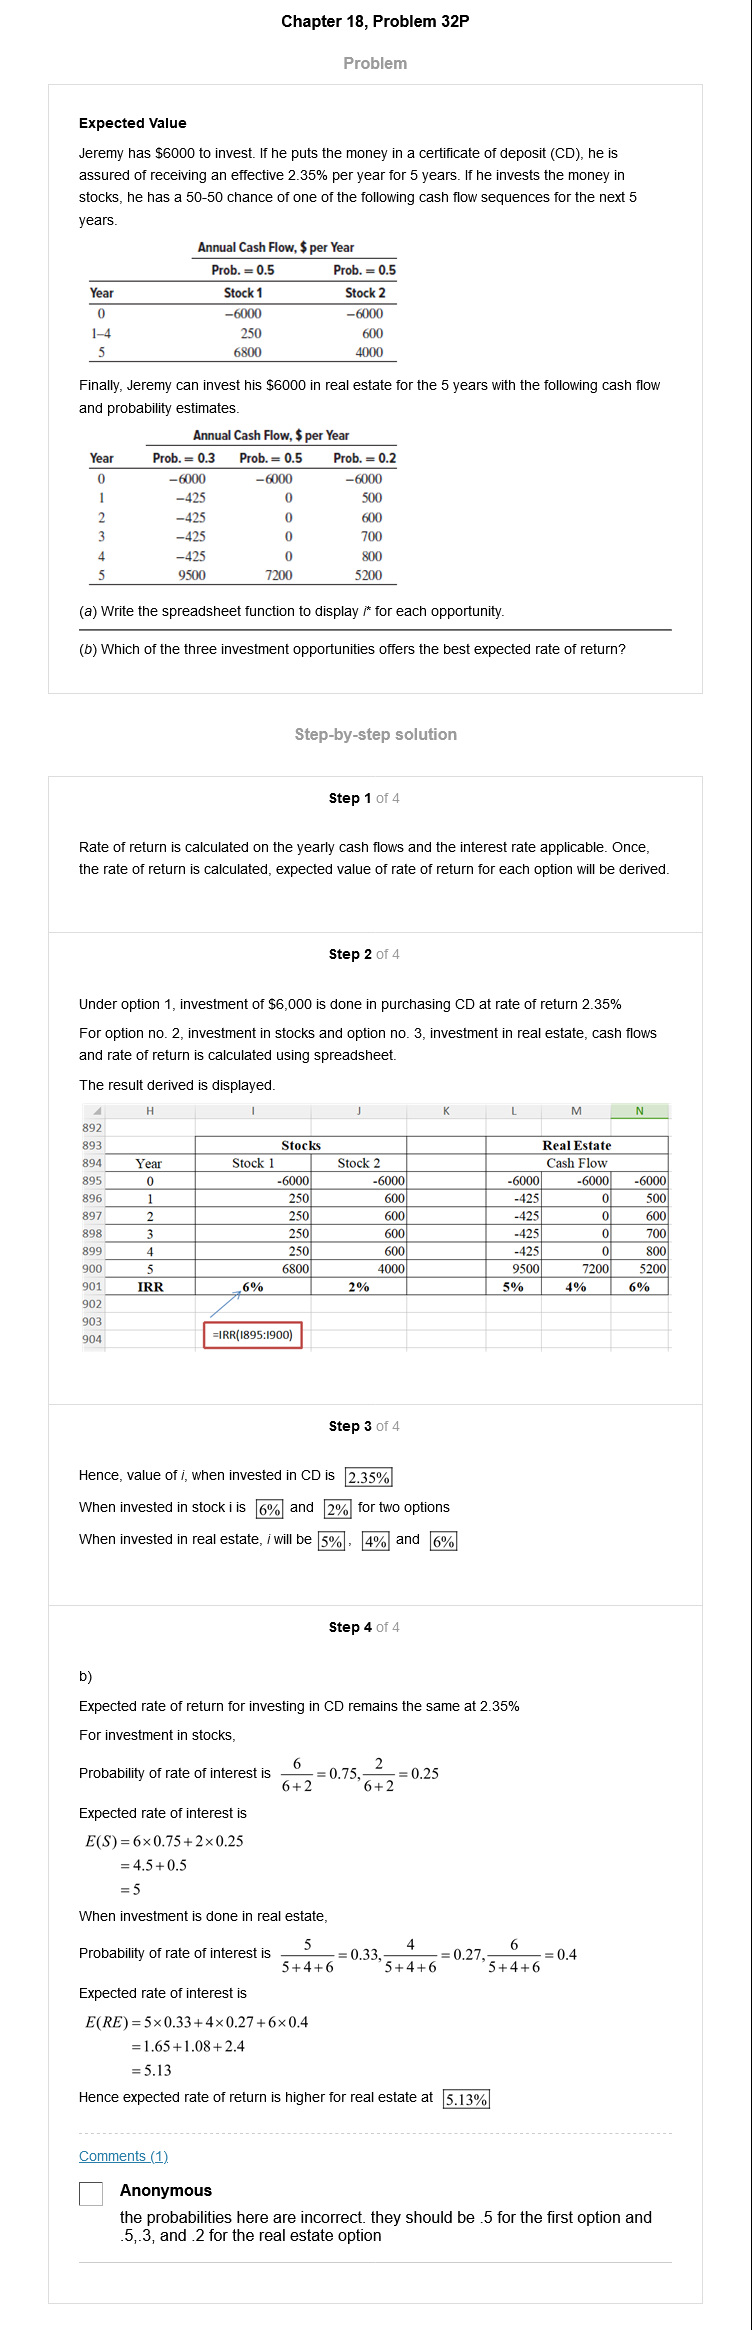 Chapter 18, Problem 32P
Problem
Expected Value
Jeremy has $6000 to invest. If he puts the money in a certificate of deposit (CD), he is
assured of receiving an effective 2.35% per year for 5 years. If he invests the money in
stocks, he has a 50-50 chance of one of the following cash flow sequences for the next 5
years.
Annual Cash Flow, $ per Year
Prob. = 0.5 Prob. = 0.5
Year Stock 1 Stock 2
0 −6000 −6000
1–4 250 600
5 6800 4000
Finally, Jeremy can invest his $6000 in real estate for the 5 years with the following cash flow
and probability estimates.
Annual Cash Flow, $ per Year
Year Prob. = 0.3 Prob. = 0.5 Prob. = 0.2
0 −6000 −6000 −6000
1 −425 0 500
2 −425 0 600
3 −425 0 700
4 −425 0 800
5 9500 7200 5200
(a) Write the spreadsheet function to display i* for each opportunity.
(b) Which of the three investment opportunities offers the best expected rate of return?
Step-by-step solution
Step 1 of 4
Rate of return is calculated on the yearly cash flows and the interest rate applicable. Once,
the rate of return is calculated, expected value of rate of return for each option will be derived.
Step 2 of 4
Under option 1, investment of $6,000 is done in purchasing CD at rate of return 2.35%
For option no. 2, investment in stocks and option no. 3, investment in real estate, cash flows
and rate of return is calculated using spreadsheet.
The result derived is displayed.
H I J K L M N
892
893 Stocks Real Estate
894 Year Stock 1 Stock 2 Cash Flow
895 0 -6000 -6000 -6000 -6000 -6000
896 1 250 600 -425 0 500
897 2 250 600 -425 0 600
898 3 250 600 -425 0 700
899 4 250 600 -425 0 800
900 5 6800 4000 9500 7200 5200
901 IRR 6% 2% 5% 4% 6%
902
903
904 =IRR(I895:I900)
Step 3 of 4
Hence, value of i, when invested in CD is 2.35%
When invested in stock i is 6% and 2% for two options
When invested in real estate, i will be 5%, 4% and 6%
Step 4 of 4
b)
Expected rate of return for investing in CD remains the same at 2.35%
For investment in stocks,
Probability of rate of interest is 6/(6+2) = 0.75, 2/(6+2) = 0.25
Expected rate of interest is
E(S) = 6×0.75+2×0.25
= 4.5+0.5
= 5
When investment is done in real estate,
Probability of rate of interest is 5/(5+4+6) = 0.33, 4/(5+4+6) = 0.27, 6/(5+4+6) = 0.4
Expected rate of interest is
E(RE) = 5×0.33+4×0.27+6×0.4
= 1.65+1.08+2.4
= 5.13
Hence expected rate of return is higher for real estate at 5.13%
Comments (1)
Anonymous
the probabilities here are incorrect. they should be .5 for the first option and
.5,.3, and .2 for the real estate option